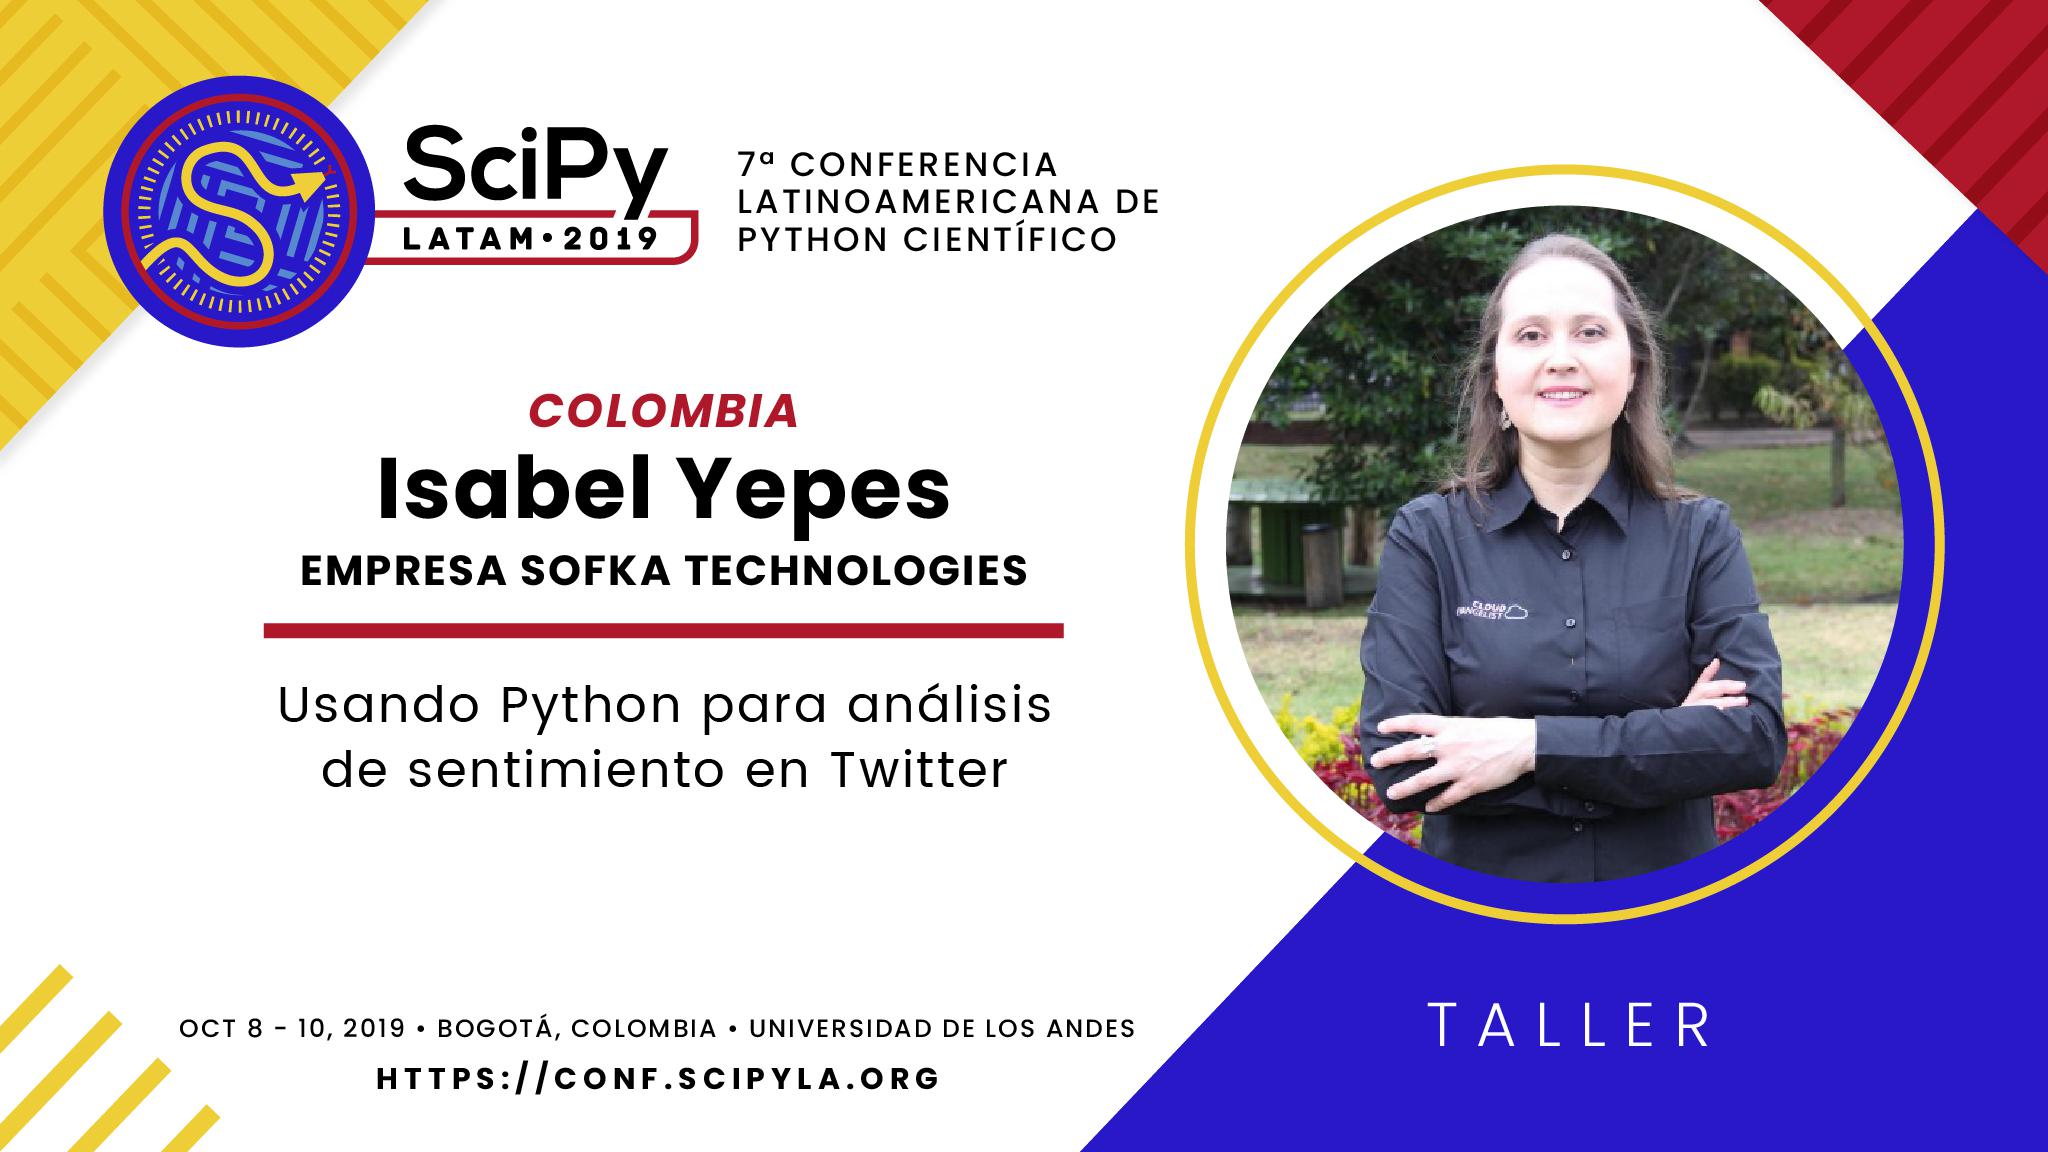 SciPy
LATAM • 2019
7ª CONFERENCIA
LATINOAMERICANA DE
PYTHON CIENTÍFICO
COLOMBIA
Isabel Yepes
EMPRESA SOFKA TECHNOLOGIES
Usando Python para análisis
de sentimiento en Twitter
CLOUD
EVANGELIST
OCT 8 - 10, 2019 • BOGOTÁ, COLOMBIA • UNIVERSIDAD DE LOS ANDES
HTTPS://CONF.SCIPYLA.ORG
TALLER